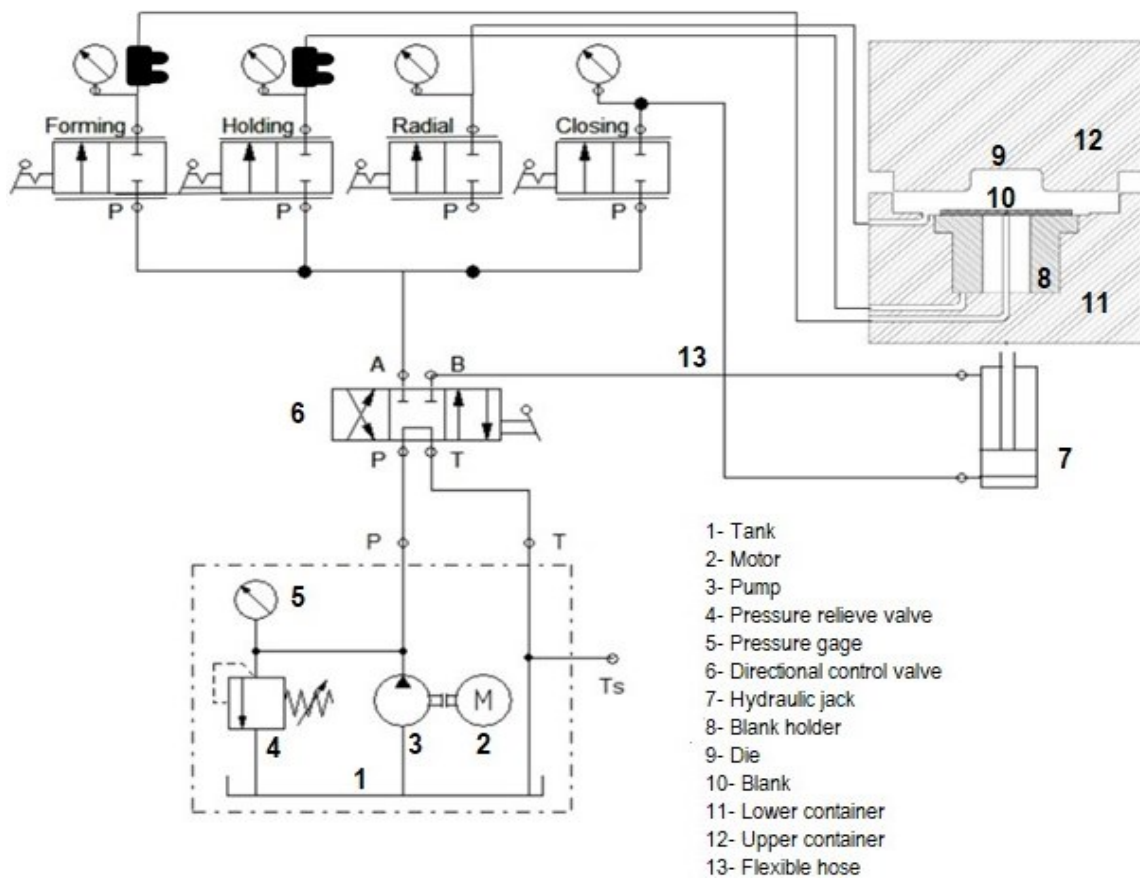 Forming Holding Radial Closing
P P P P
9 12
10
8
11
A B 13
6
P T
7
P T
5
Ts
M
4 3 2
1
1- Tank
2- Motor
3- Pump
4- Pressure relieve valve
5- Pressure gage
6- Directional control valve
7- Hydraulic jack
8- Blank holder
9- Die
10- Blank
11- Lower container
12- Upper container
13- Flexible hose